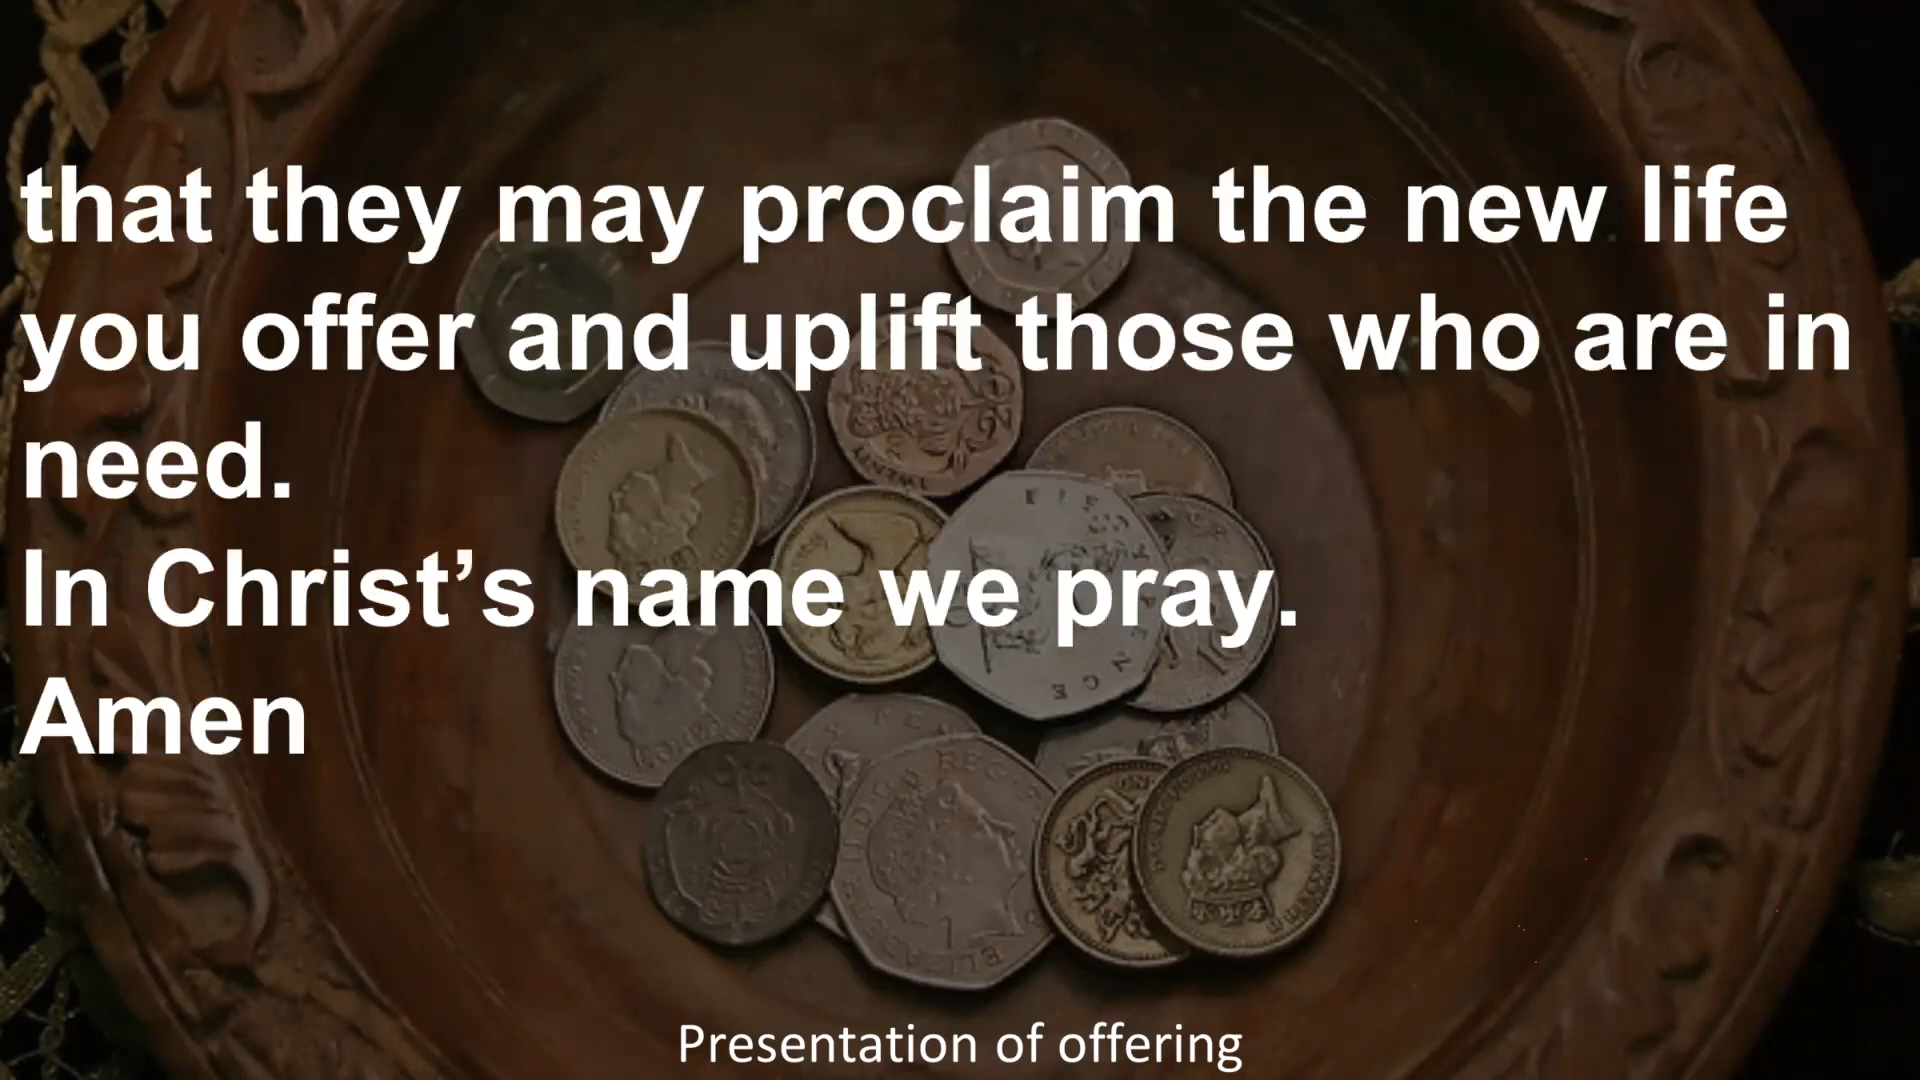 that they may proclaim the new life
you offer and uplift those who are in
need.
In Christ’s name we pray.
Amen
Presentation of offering